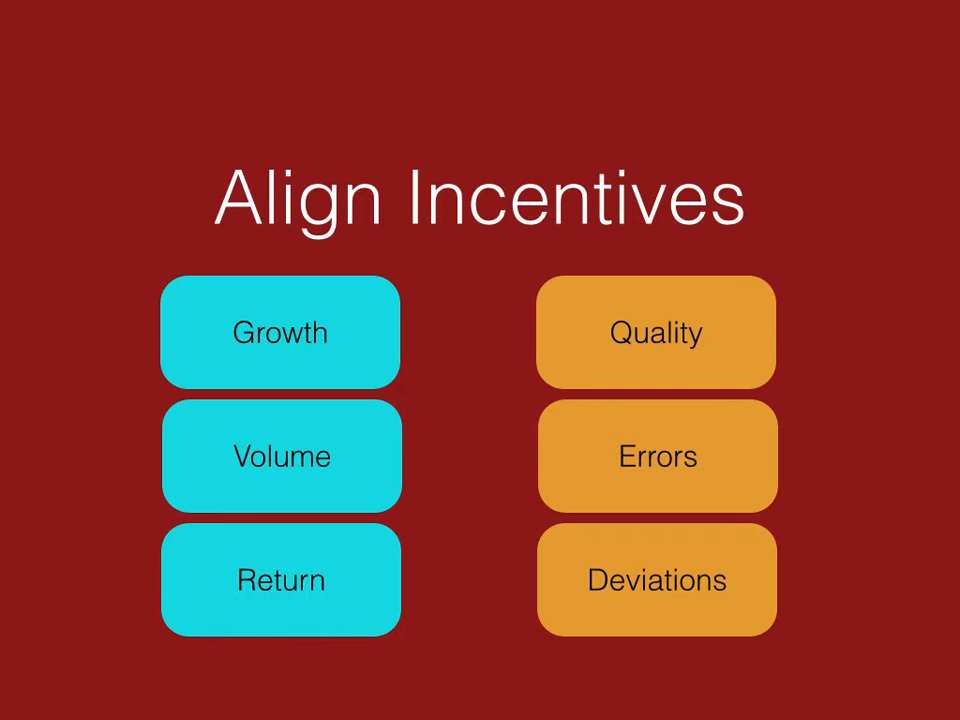 Align Incentives
Growth
Quality
Volume
Errors
Return
Deviations